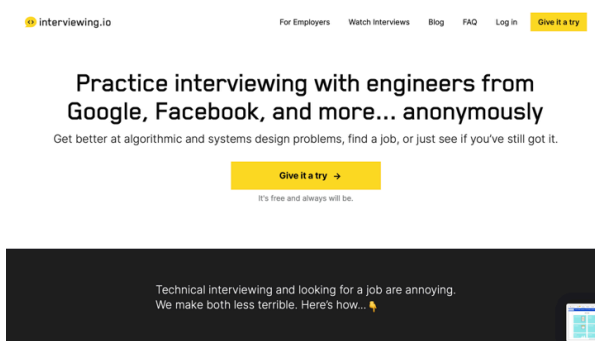 interviewing.io
For Employers Watch Interviews Blog FAQ Log in Give it a try
Practice interviewing with engineers from
Google, Facebook, and more... anonymously
Get better at algorithmic and systems design problems, find a job, or just see if you've still got it.
Give it a try →
It's free and always will be.
Technical interviewing and looking for a job are annoying.
We make both less terrible. Here's how... 👇